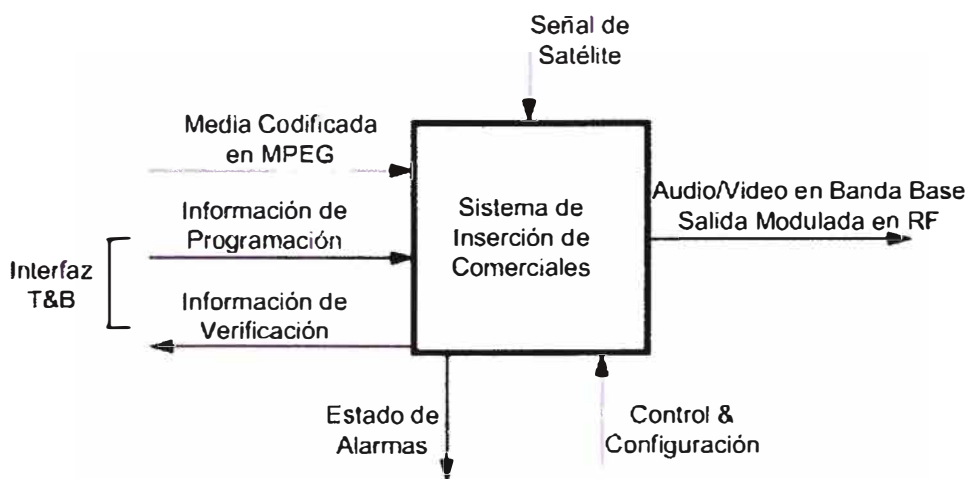 Señal de
Satélite
Media Codificada
en MPEG
Información de
Programación
Interfaz
T&B
Información de
Verificación
Sistema de
Inserción de
Comerciales
Audio/Video en Banda Base
Salida Modulada en RF
Estado de
Alarmas
Control &
Configuración